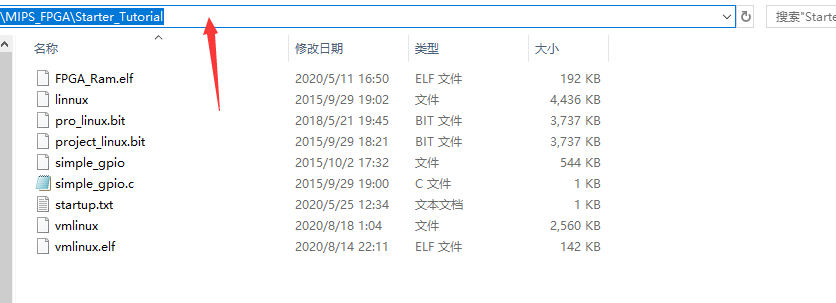 \MIPS_FPGA\Starter_Tutorial 搜索"Starte
名称 修改日期 类型 大小
FPGA_Ram.elf 2020/5/11 16:50 ELF 文件 192 KB
linnux 2015/9/29 19:02 文件 4,436 KB
pro_linux.bit 2018/5/21 19:45 BIT 文件 3,737 KB
project_linux.bit 2015/9/29 18:21 BIT 文件 3,737 KB
simple_gpio 2015/10/2 17:32 文件 544 KB
simple_gpio.c 2015/9/29 19:00 C 文件 1 KB
startup.txt 2020/5/25 12:34 文本文档 1 KB
vmlinux 2020/8/18 1:04 文件 2,560 KB
vmlinux.elf 2020/8/14 22:11 ELF 文件 142 KB